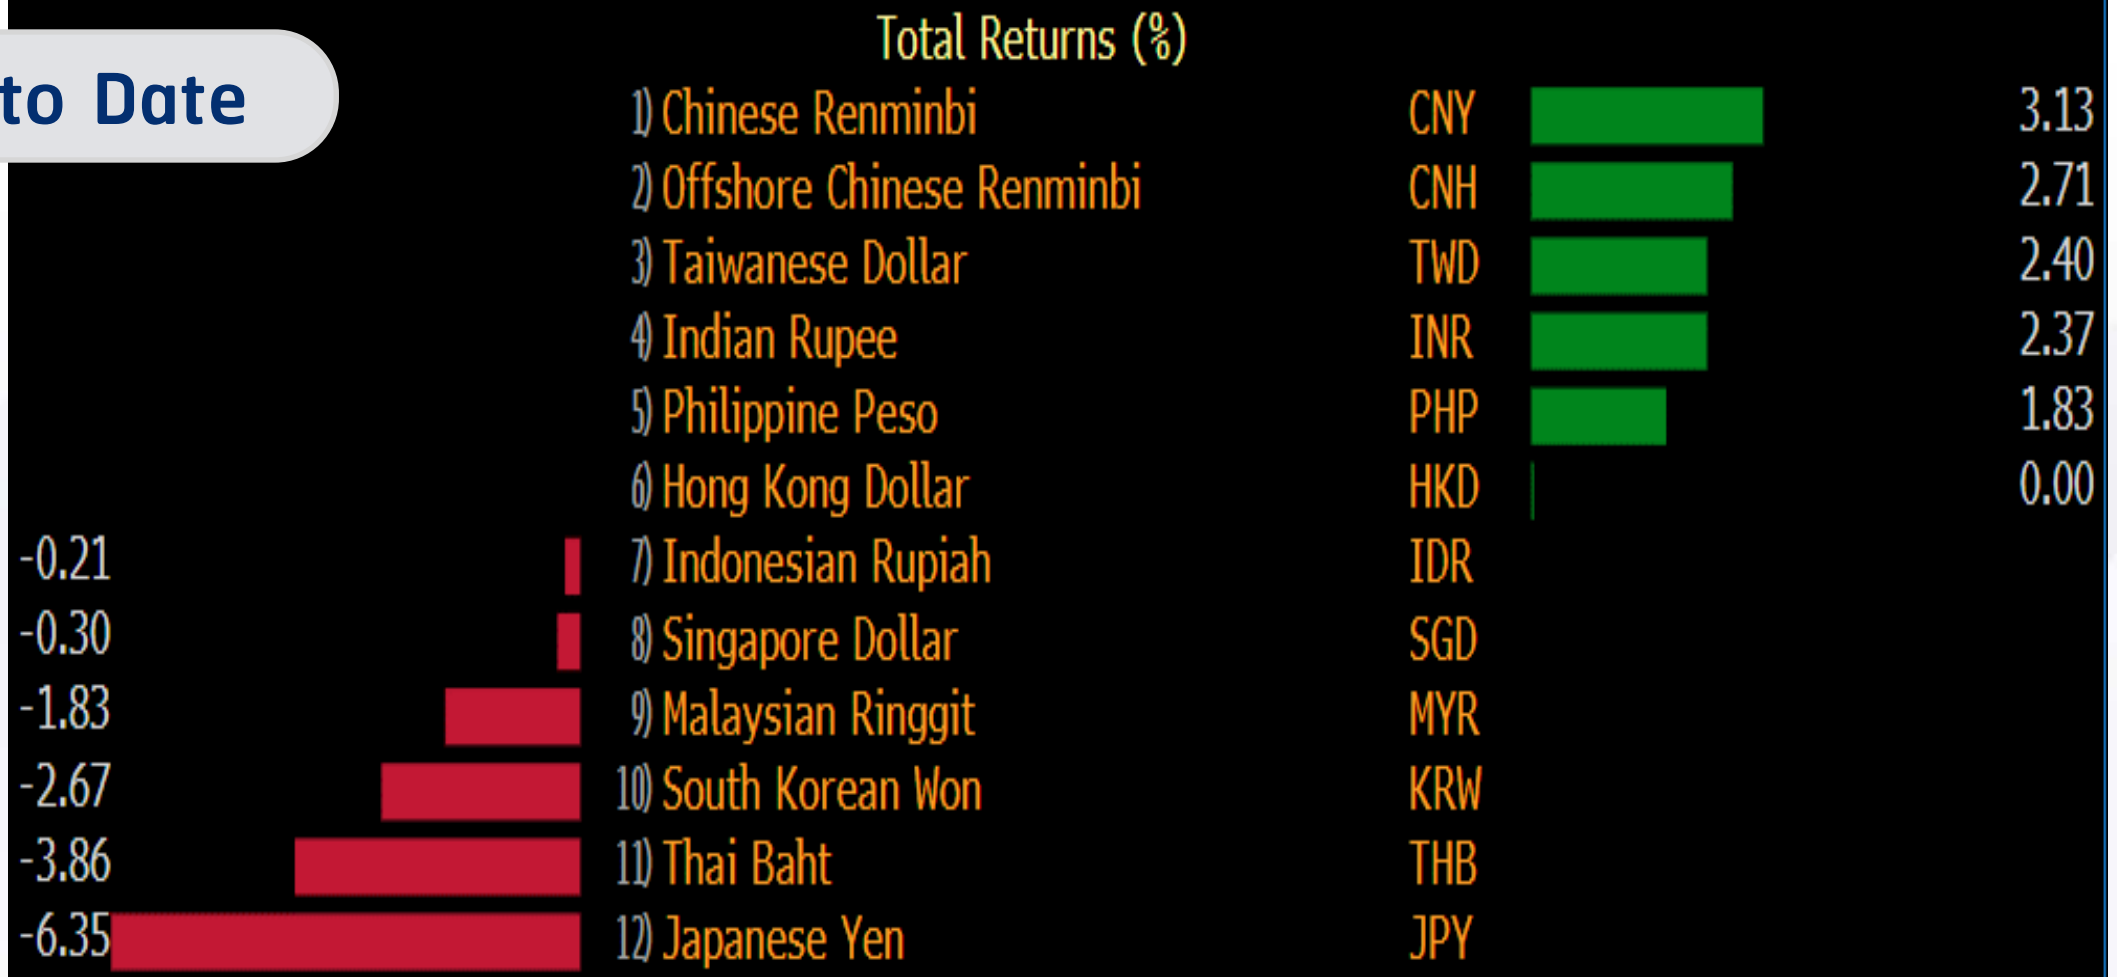 Total Returns (%)
to Date
1) Chinese Renminbi CNY 3.13
2) Offshore Chinese Renminbi CNH 2.71
3) Taiwanese Dollar TWD 2.40
4) Indian Rupee INR 2.37
5) Philippine Peso PHP 1.83
6) Hong Kong Dollar HKD 0.00
-0.21 7) Indonesian Rupiah IDR
-0.30 8) Singapore Dollar SGD
-1.83 9) Malaysian Ringgit MYR
-2.67 10) South Korean Won KRW
-3.86 11) Thai Baht THB
-6.35 12) Japanese Yen JPY